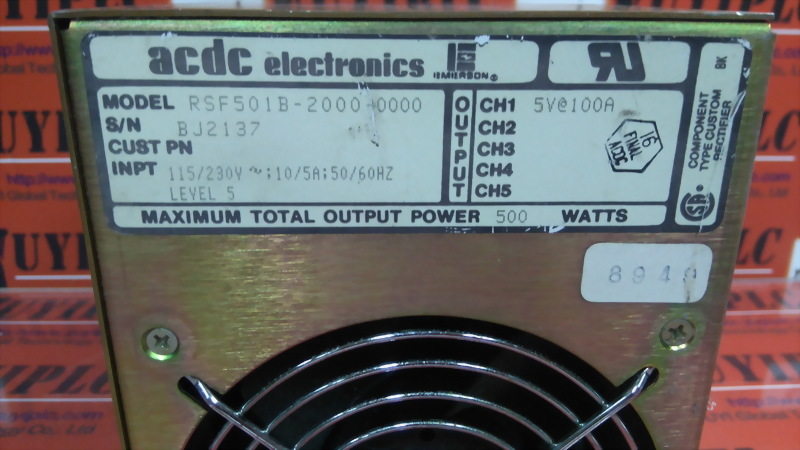 acdc electronics
EMERSON®
MODEL RSF501B-2000-0000
S/N BJ2137
CUST PN
INPT 115/230V ~;10/5A;50/60HZ
LEVEL 5
OUTPUT
CH1 5V@100A
CH2
CH3
CH4
CH5
16
FINAL
ACDC
BK
COMPONENT
TYPE CUSTOM
RECTIFIER
MAXIMUM TOTAL OUTPUT POWER 500 WATTS
8949